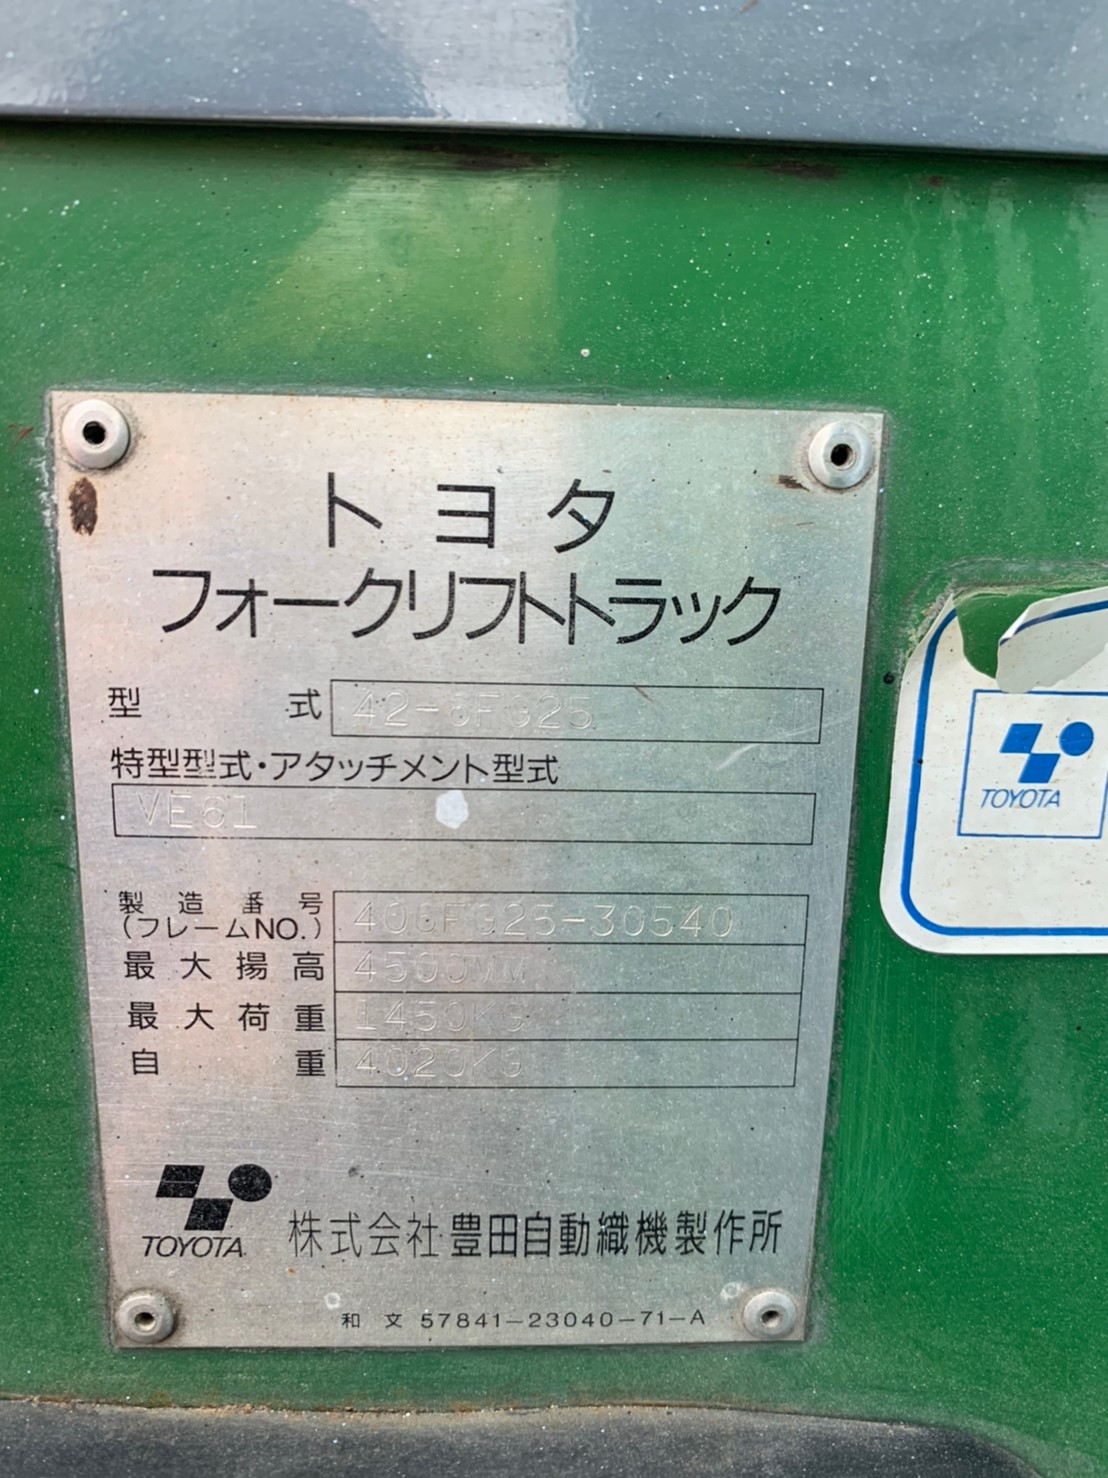 トヨタ
フォークリフトトラック
型式 42-6FG25
特型型式・アタッチメント型式
VE61
製造番号
(フレームNO.) 406FG25-30540
最大揚高 4500MM
最大荷重 1450KG
自重 4020KG
TOYOTA 株式会社 豊田自動織機製作所
和文 57841-23040-71-A
TOYOTA